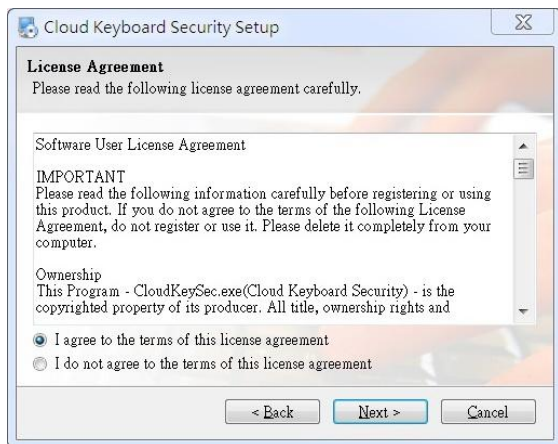 Cloud Keyboard Security Setup
License Agreement
Please read the following license agreement carefully.
Software User License Agreement
IMPORTANT
Please read the following information carefully before registering or using
this product. If you do not agree to the terms of the following License
Agreement, do not register or use it. Please delete it completely from your
computer.
Ownership
This Program - CloudKeySec.exe(Cloud Keyboard Security) - is the
copyrighted property of its producer. All title, ownership rights and
I agree to the terms of this license agreement
I do not agree to the terms of this license agreement
< Back
Next >
Cancel